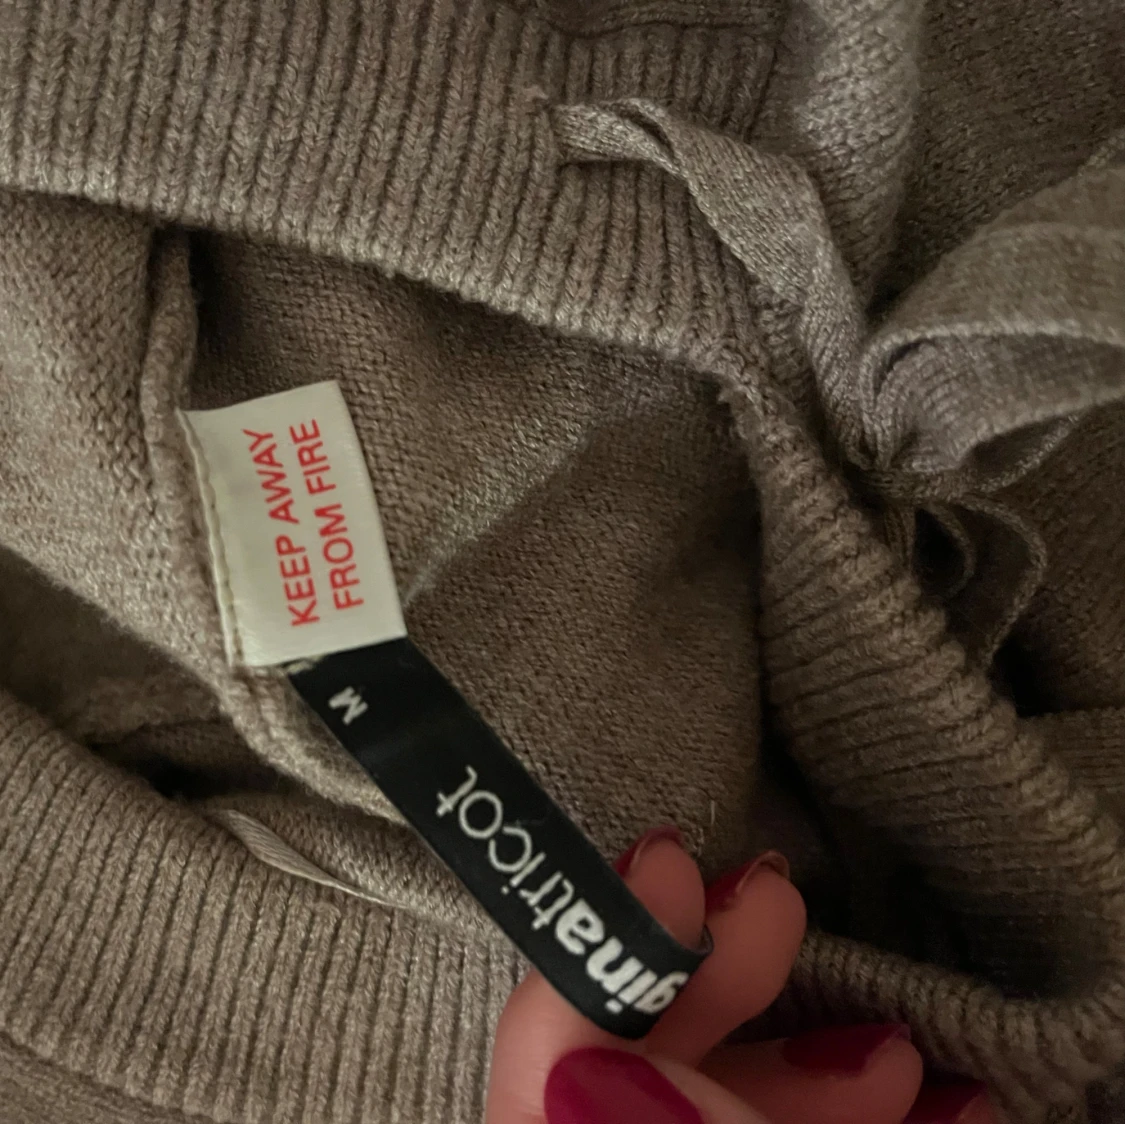 KEEP AWAY
FROM FIRE
M
ginatricot